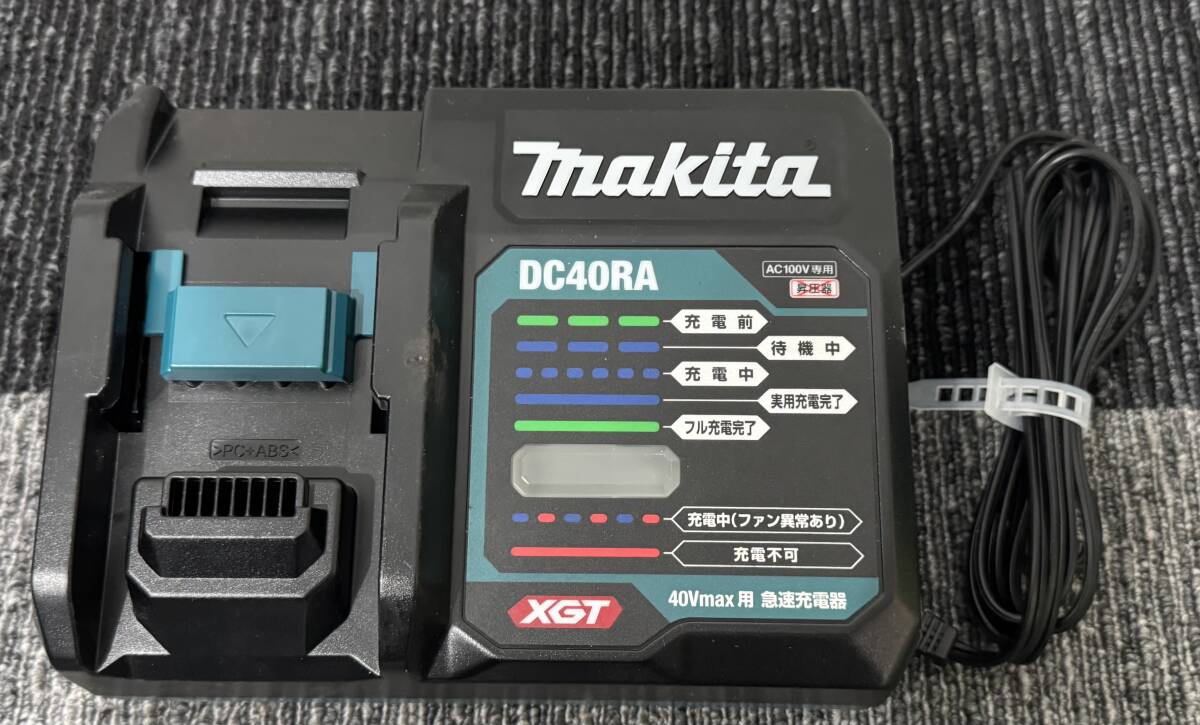 makita
DC40RA
AC100V専用
昇圧器
充電前
待機中
充電中
実用充電完了
フル充電完了
>PC+ABS<
充電中(ファン異常あり)
充電不可
XGT
40Vmax用 急速充電器